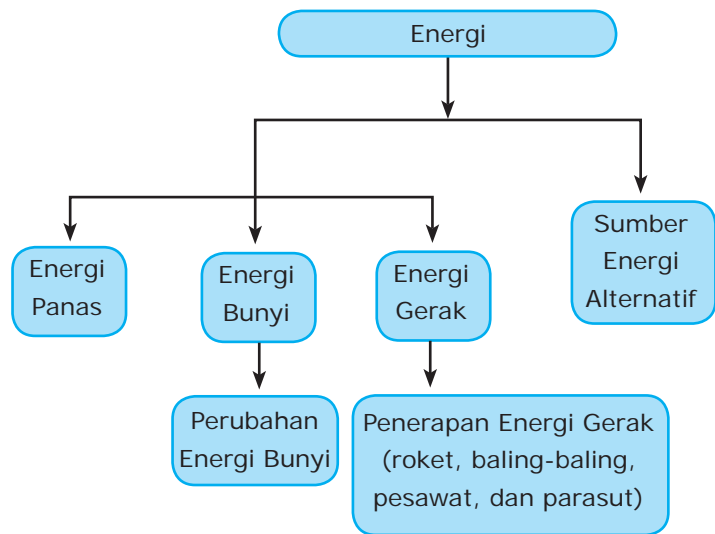 Energi
Energi
Panas
Energi
Bunyi
Energi
Gerak
Sumber
Energi
Alternatif
Perubahan
Energi Bunyi
Penerapan Energi Gerak
(roket, baling-baling,
pesawat, dan parasut)